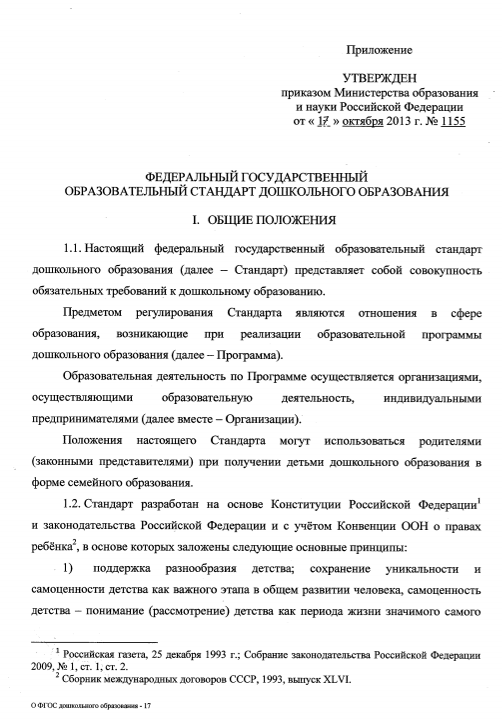 Приложение
УТВЕРЖДЕН
приказом Министерства образования
и науки Российской Федерации
от « 17 » октября 2013 г. № 1155
ФЕДЕРАЛЬНЫЙ ГОСУДАРСТВЕННЫЙ
ОБРАЗОВАТЕЛЬНЫЙ СТАНДАРТ ДОШКОЛЬНОГО ОБРАЗОВАНИЯ
I. ОБЩИЕ ПОЛОЖЕНИЯ
1.1. Настоящий федеральный государственный образовательный стандарт
дошкольного образования (далее – Стандарт) представляет собой совокупность
обязательных требований к дошкольному образованию.
Предметом регулирования Стандарта являются отношения в сфере
образования, возникающие при реализации образовательной программы
дошкольного образования (далее – Программа).
Образовательная деятельность по Программе осуществляется организациями,
осуществляющими образовательную деятельность, индивидуальными
предпринимателями (далее вместе – Организации).
Положения настоящего Стандарта могут использоваться родителями
(законными представителями) при получении детьми дошкольного образования в
форме семейного образования.
1.2. Стандарт разработан на основе Конституции Российской Федерации¹
и законодательства Российской Федерации и с учётом Конвенции ООН о правах
ребёнка², в основе которых заложены следующие основные принципы:
1) поддержка разнообразия детства; сохранение уникальности и
самоценности детства как важного этапа в общем развитии человека, самоценность
детства – понимание (рассмотрение) детства как периода жизни значимого самого
¹ Российская газета, 25 декабря 1993 г.; Собрание законодательства Российской Федерации
2009, № 1, ст. 1, ст. 2.
² Сборник международных договоров СССР, 1993, выпуск XLVI.
О ФГОС дошкольного образования - 17